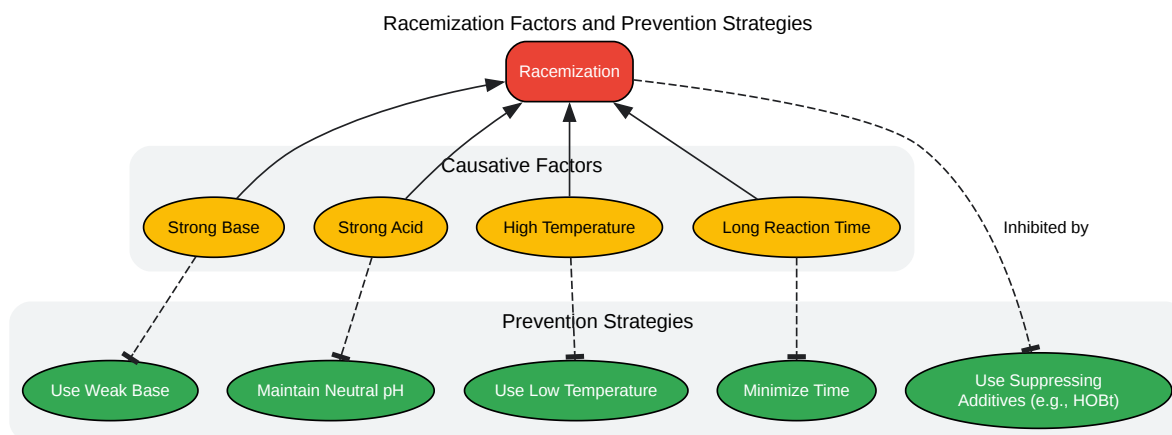 Racemization Factors and Prevention Strategies
Racemization
Causative Factors
Strong Base
Strong Acid
High Temperature
Long Reaction Time
Inhibited by
Prevention Strategies
Use Weak Base
Maintain Neutral pH
Use Low Temperature
Minimize Time
Use Suppressing
Additives (e.g., HOBt)